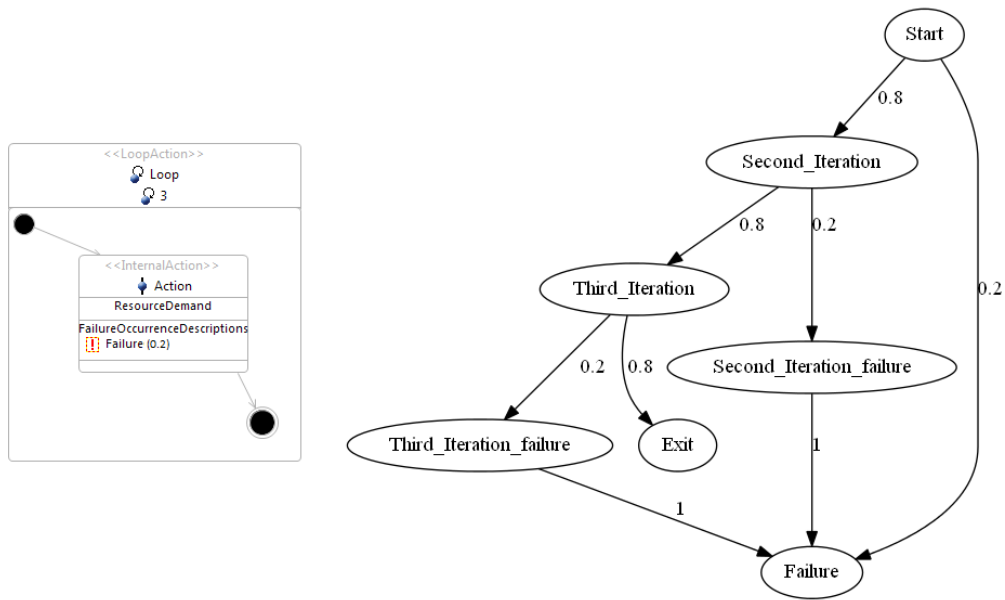 <<LoopAction>>
Loop
3
<<InternalAction>>
Action
ResourceDemand
FailureOccurrenceDescriptions
Failure (0.2)
Start
0.8
Second_Iteration
0.8
0.2
Third_Iteration
0.2
0.2
0.8
Second_Iteration_failure
Third_Iteration_failure
Exit
1
1
Failure